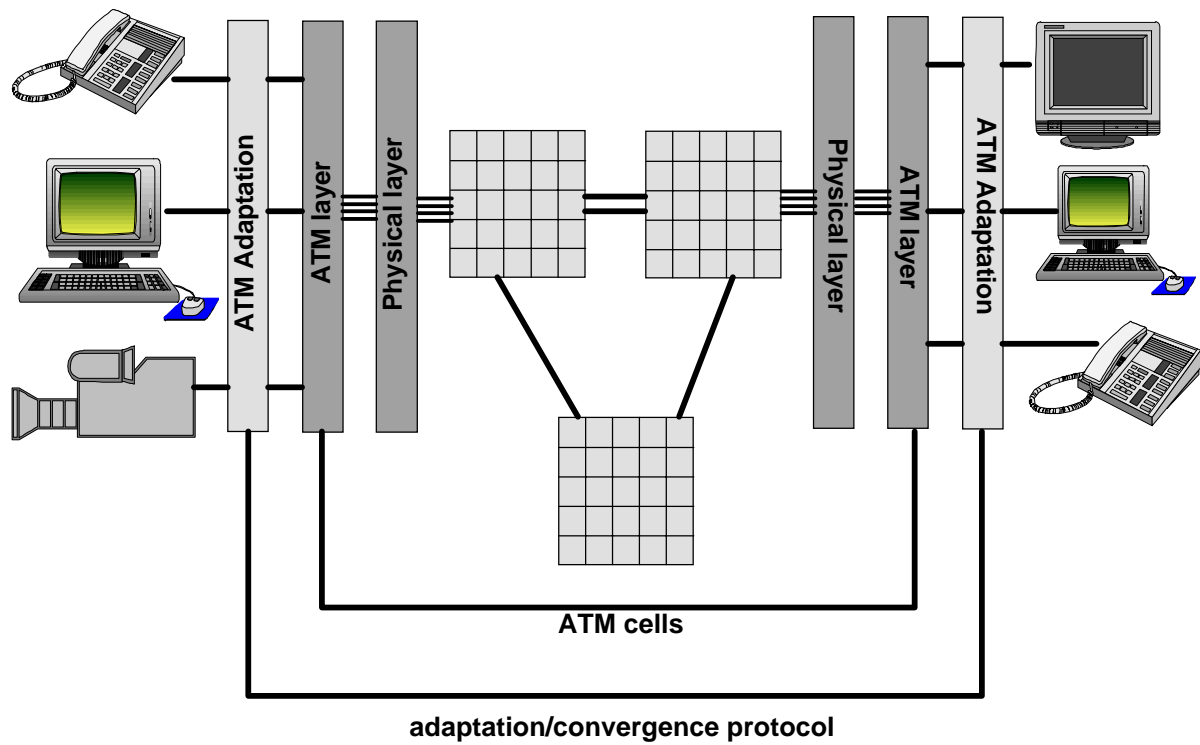 ATM Adaptation
ATM layer
Physical layer
Physical layer
ATM layer
ATM Adaptation
ATM cells
adaptation/convergence protocol